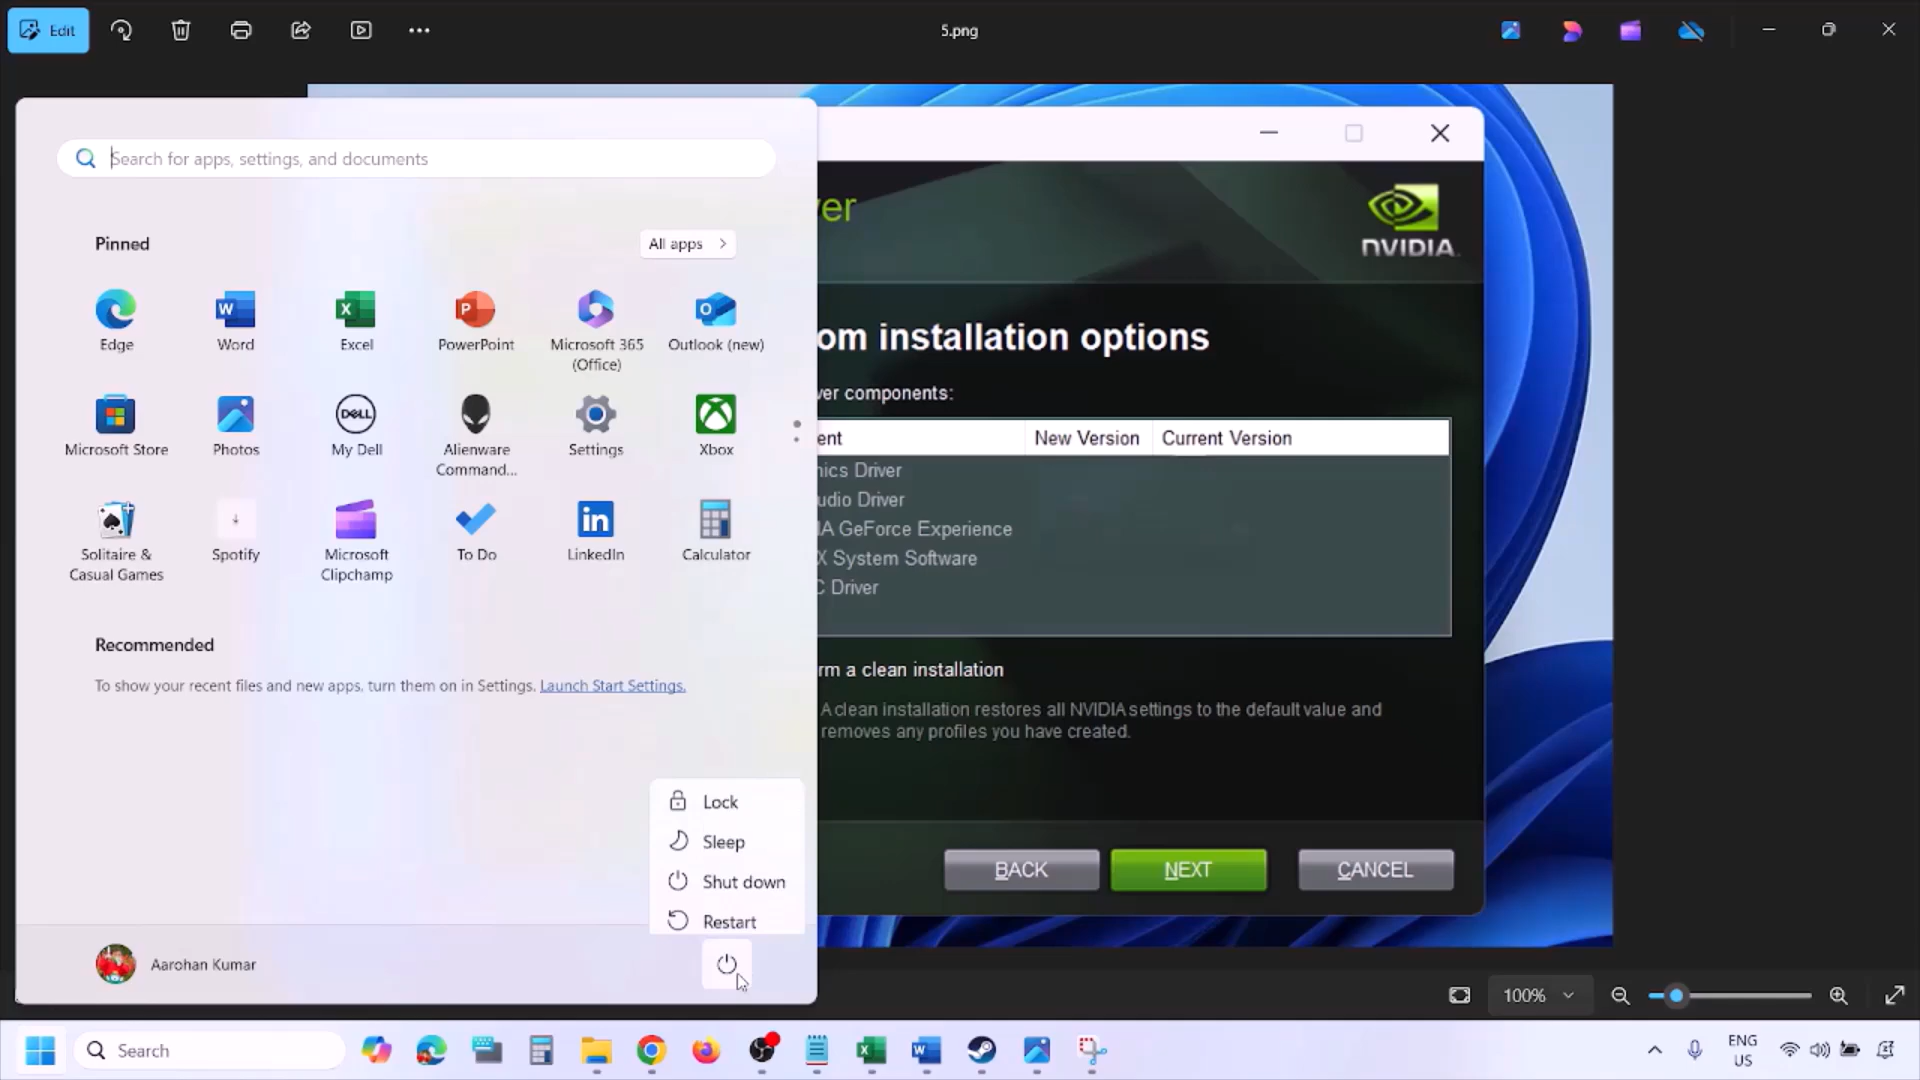 Edit
5.png
Search for apps, settings, and documents
Pinned
All apps
Edge
Word
Excel
PowerPoint
Microsoft 365
(Office)
Outlook (new)
Microsoft Store
Photos
DELL
My Dell
Alienware
Command...
Settings
Xbox
Solitaire &
Casual Games
Spotify
Microsoft
Clipchamp
To Do
LinkedIn
Calculator
Recommended
To show your recent files and new apps, turn them on in Settings. Launch Start Settings.
Lock
Sleep
Shut down
Restart
Aarohan Kumar
ver
NVIDIA.
om installation options
ver components:
ent New Version Current Version
hics Driver
udio Driver
IA GeForce Experience
X System Software
C Driver
rm a clean installation
A clean installation restores all NVIDIA settings to the default value and
removes any profiles you have created.
BACK
NEXT
CANCEL
100%
Search
ENG
US